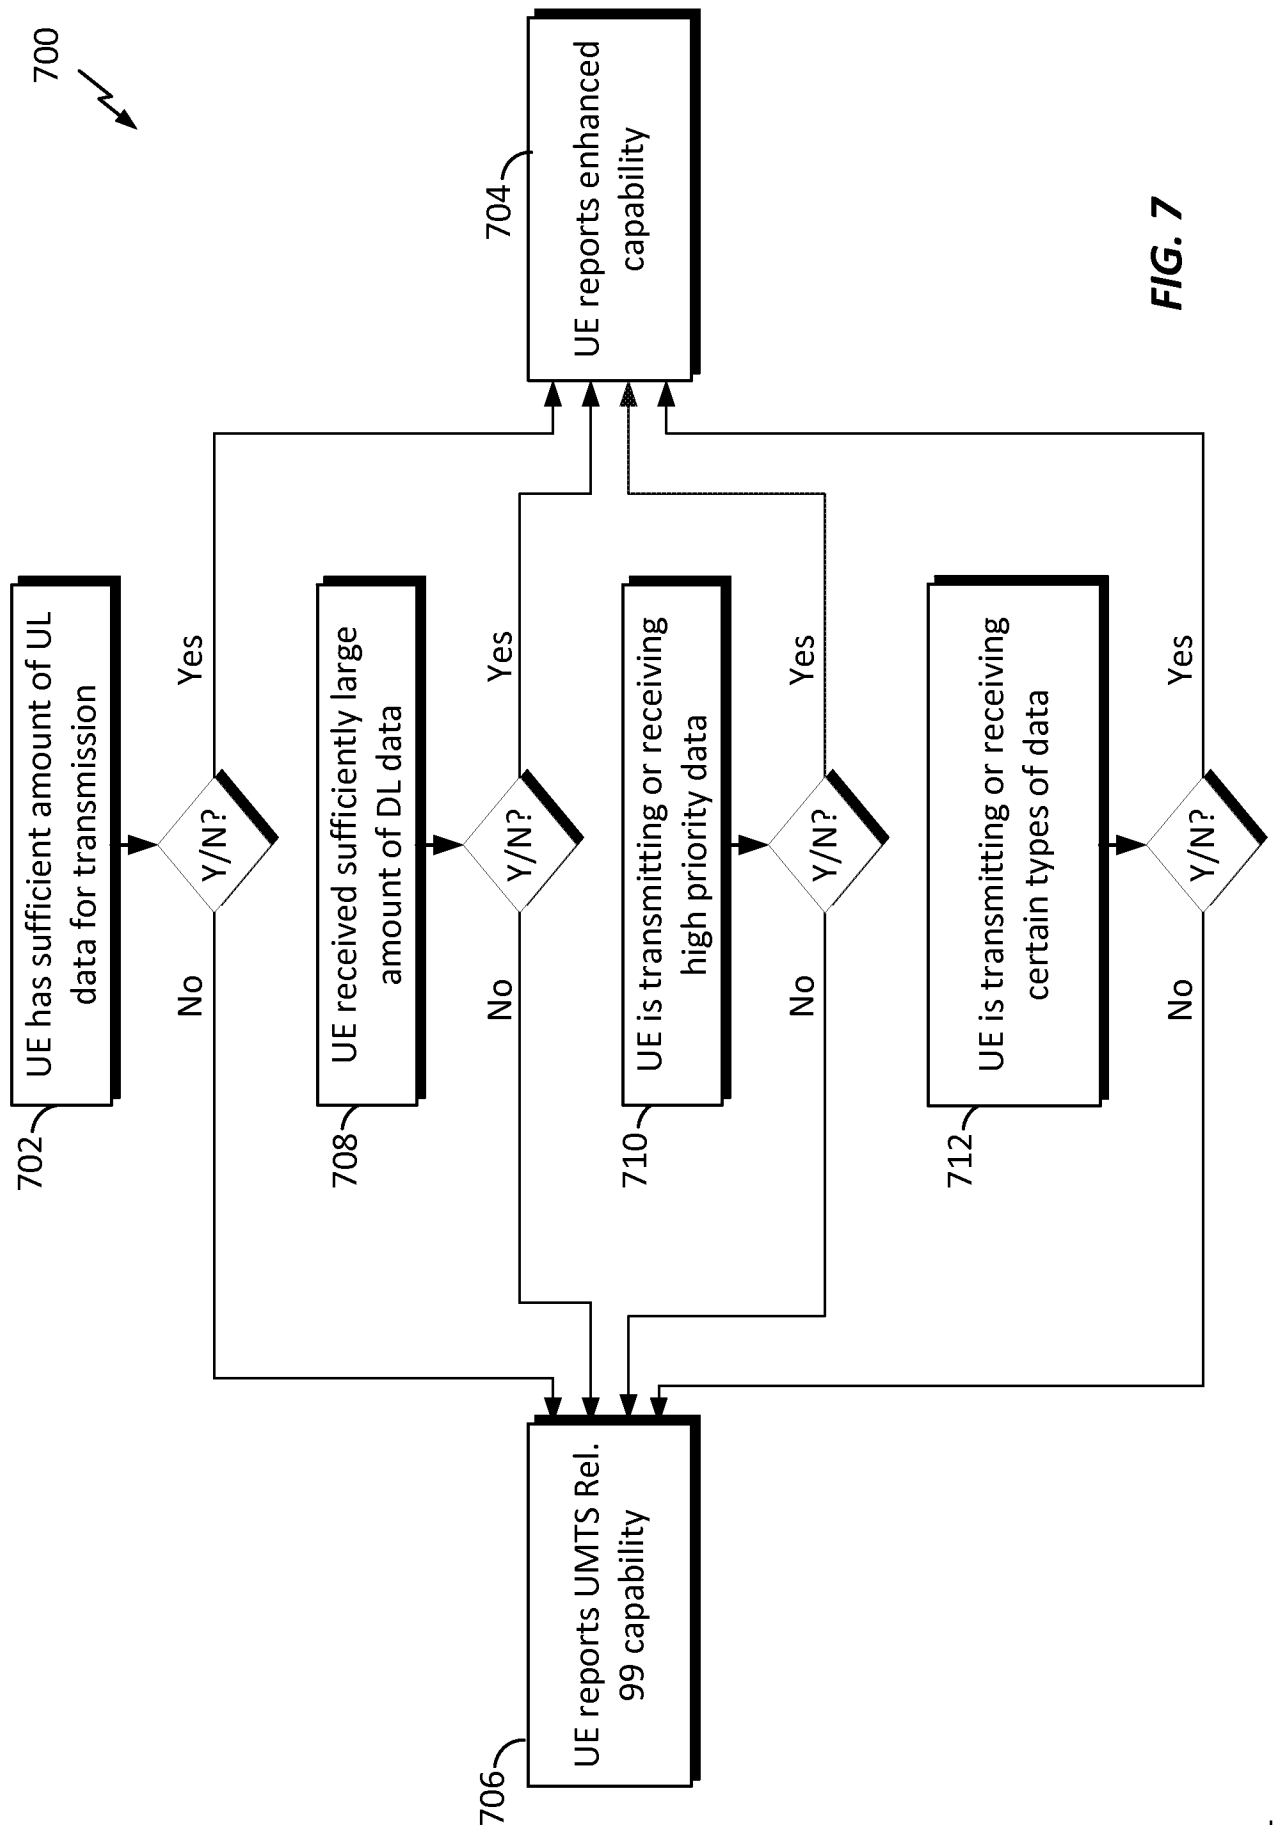 700
702
UE has sufficient amount of UL
data for transmission
Y/N?
No
Yes
708
UE received sufficiently large
amount of DL data
Y/N?
No
Yes
706
UE reports UMTS Rel.
99 capability
704
UE reports enhanced
capability
710
UE is transmitting or receiving
high priority data
Y/N?
No
Yes
712
UE is transmitting or receiving
certain types of data
Y/N?
No
Yes
FIG. 7